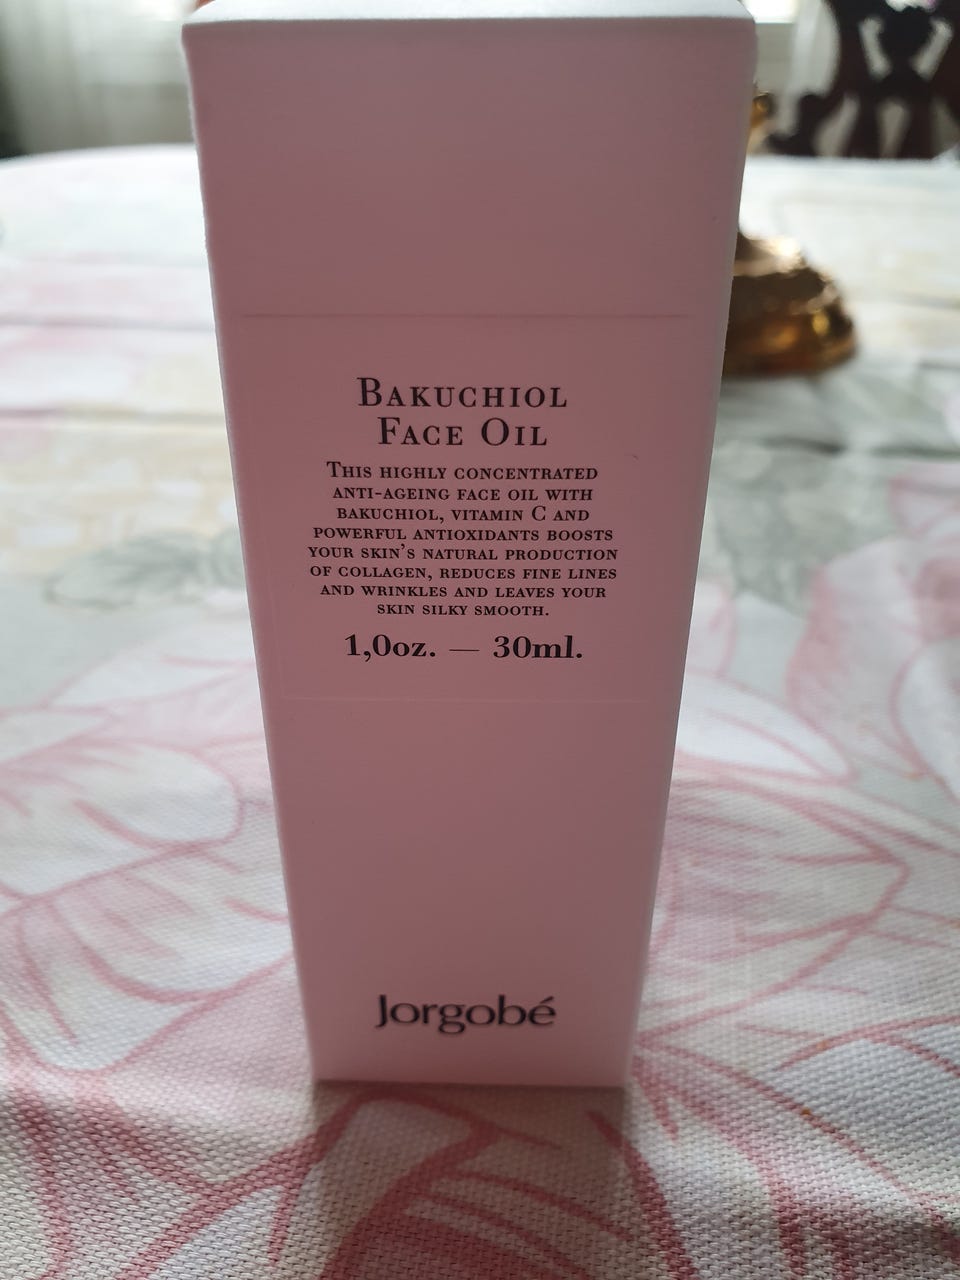 Bakuchiol
Face Oil
This highly concentrated
anti-ageing face oil with
bakuchiol, vitamin C and
powerful antioxidants boosts
your skin's natural production
of collagen, reduces fine lines
and wrinkles and leaves your
skin silky smooth.
1,0oz. — 30ml.
Jorgobé